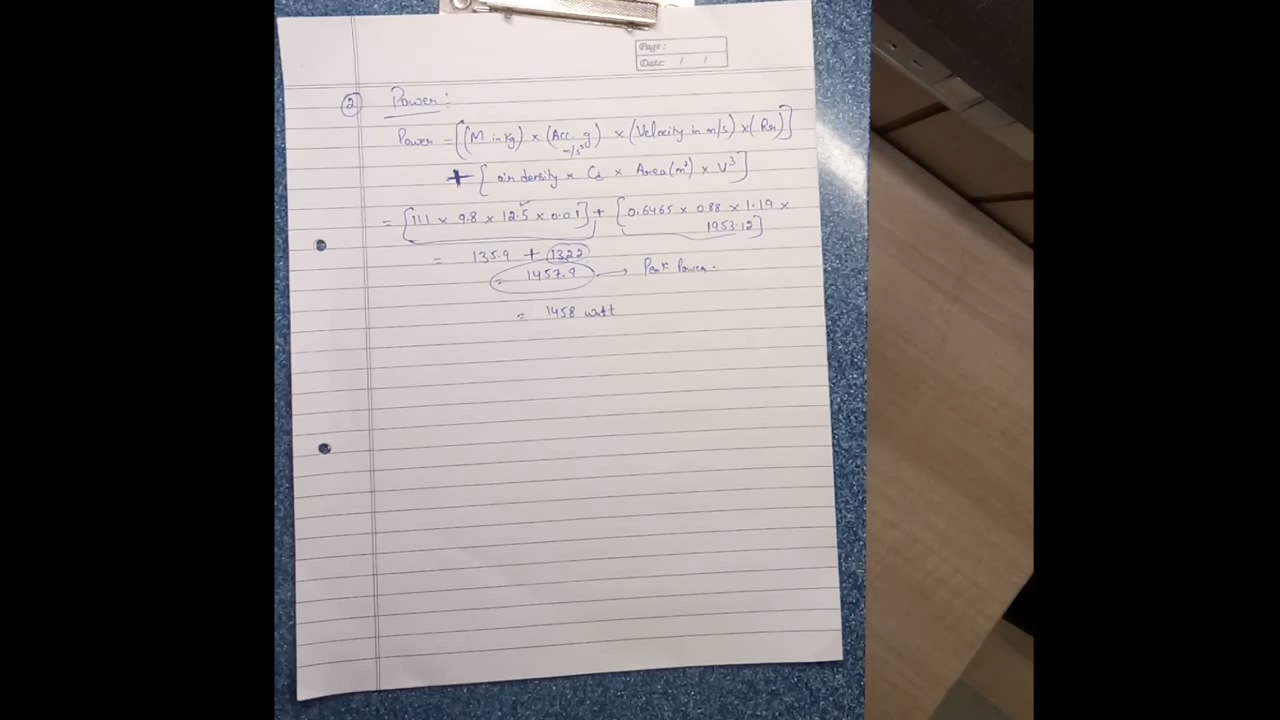 Page:
Date: / /
② Power:
Power = [(M in Kg) × (Acc. g m/s²) × (Velocity in m/s) × (Rr)]
+ [air density × Cd × Area(m²) × V³]
= [111 × 9.8 × 12.5 × 0.01] + [0.6465 × 0.88 × 1.19 ×
1953.12]
= 135.9 + 1322
= 1457.9 → Peak Power.
= 1458 watt